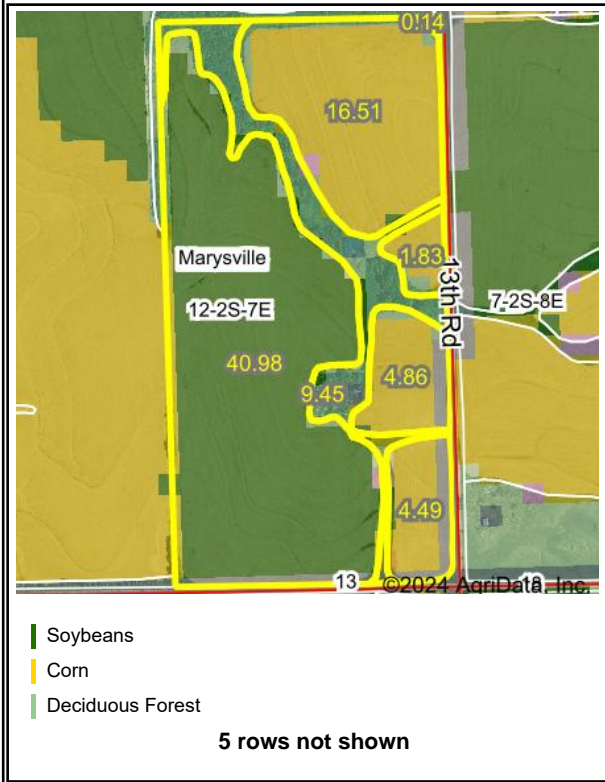 0.14
16.51
Marysville
1.83
13th Rd
7-2S-8E
12-2S-7E
40.98
4.86
9.45
4.49
13
©2024 AgriData, Inc.
18
Soybeans
Corn
Deciduous Forest
5 rows not shown